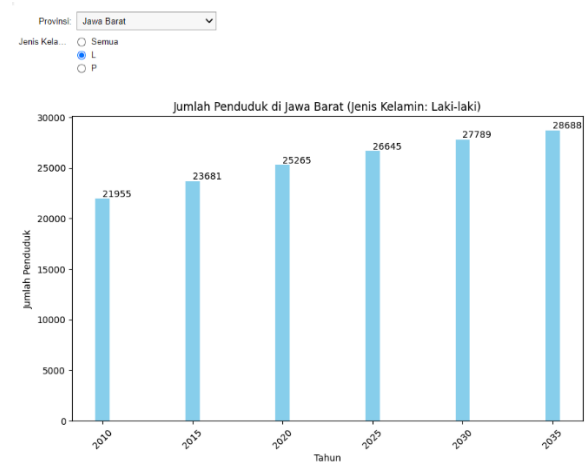 Provinsi: Jawa Barat
Jenis Kela... Semua
L
P
Jumlah Penduduk di Jawa Barat (Jenis Kelamin: Laki-laki)
30000
25000
20000
15000
10000
5000
0
Jumlah Penduduk
21955
23681
25265
26645
27789
28688
2010
2015
2020
2025
2030
2035
Tahun